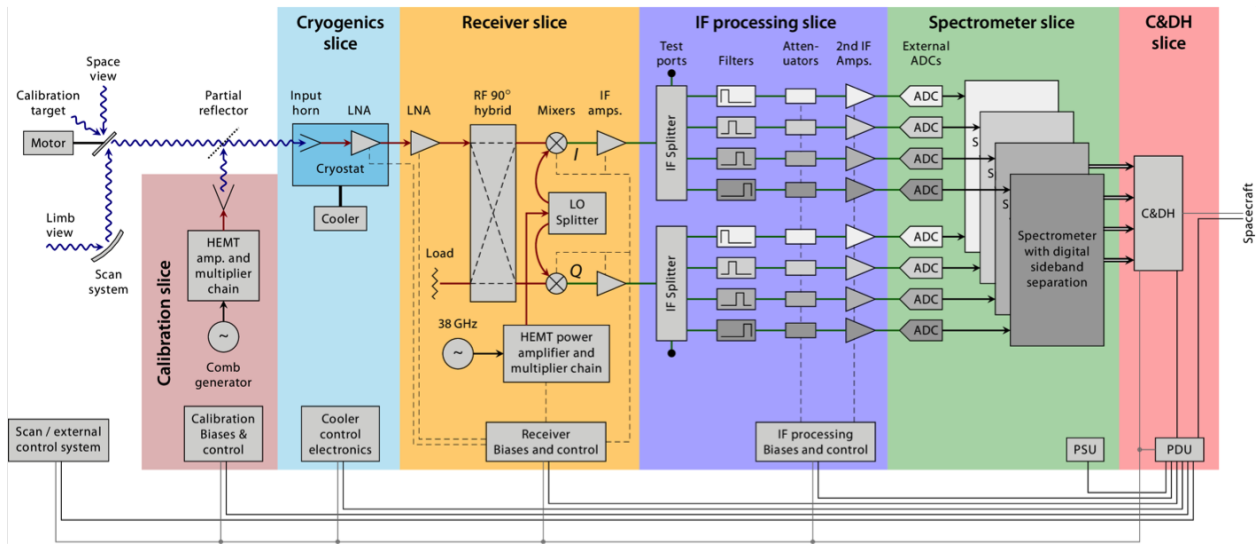 Cryogenics
slice
Receiver slice
IF processing slice
Spectrometer slice
C&DH
slice
Space
view
Calibration
target
Partial
reflector
Motor
Limb
view
Scan
system
Input
horn
LNA
Cryostat
Cooler
LNA
RF 90°
hybrid
Mixers
IF
amps.
I
LO
Splitter
Load
Q
38 GHz
~
HEMT power
amplifier and
multiplier chain
Test
ports
Filters
Atten-
uators
2nd IF
Amps.
IF Splitter
IF Splitter
External
ADCs
ADC
ADC
ADC
ADC
ADC
ADC
ADC
ADC
S
S
S
Spectrometer
with digital
sideband
separation
C&DH
Spacecraft
Calibration slice
HEMT
amp. and
multiplier
chain
~
Comb
generator
Scan / external
control system
Calibration
Biases &
control
Cooler
control
electronics
Receiver
Biases and control
IF processing
Biases and control
PSU
PDU